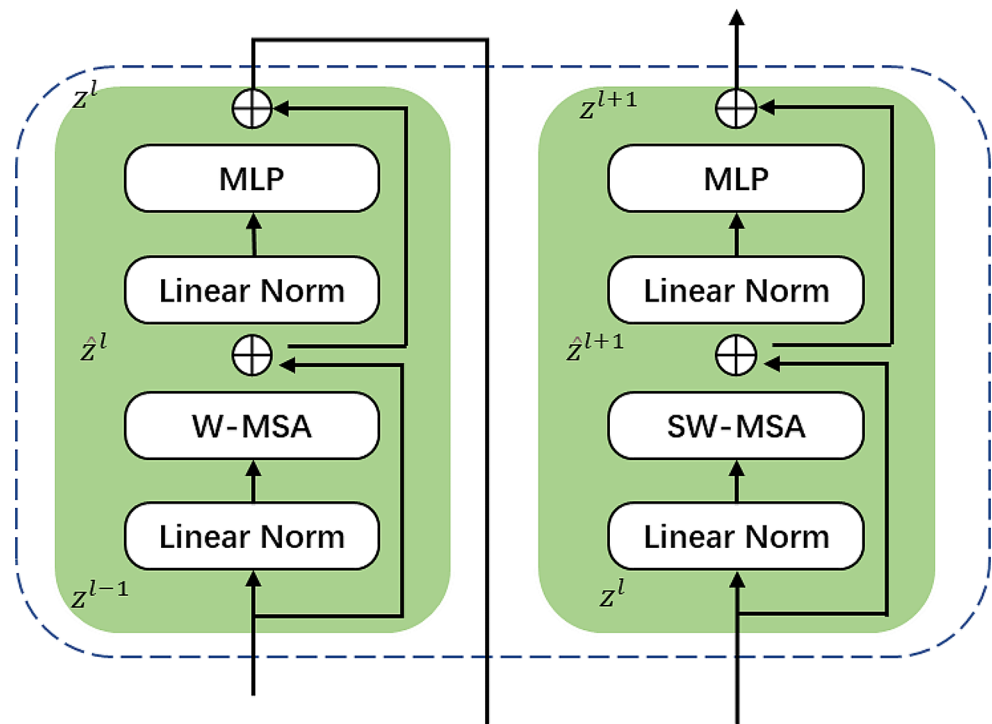 z^l
MLP
Linear Norm
ẑ^l
W-MSA
Linear Norm
z^{l-1}
z^{l+1}
MLP
Linear Norm
ẑ^{l+1}
SW-MSA
Linear Norm
z^l